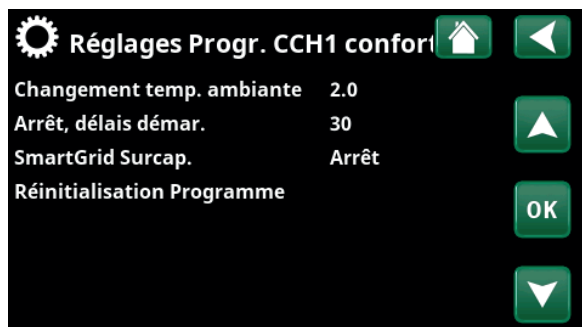 Réglages Progr. CCH1 confort
Changement temp. ambiante 2.0
Arrêt, délais démar. 30
SmartGrid Surcap. Arrêt
Réinitialisation Programme
OK